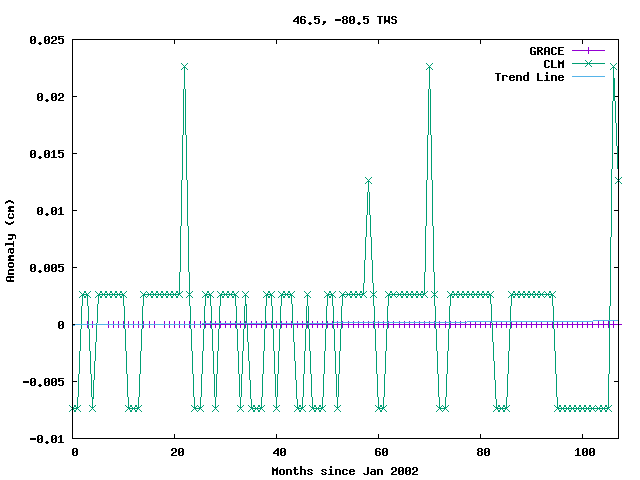 46.5, -80.5 TWS
0.025
0.02
0.015
0.01
0.005
0
-0.005
-0.01
Anomaly (cm)
GRACE
CLM
Trend Line
0 20 40 60 80 100
Months since Jan 2002